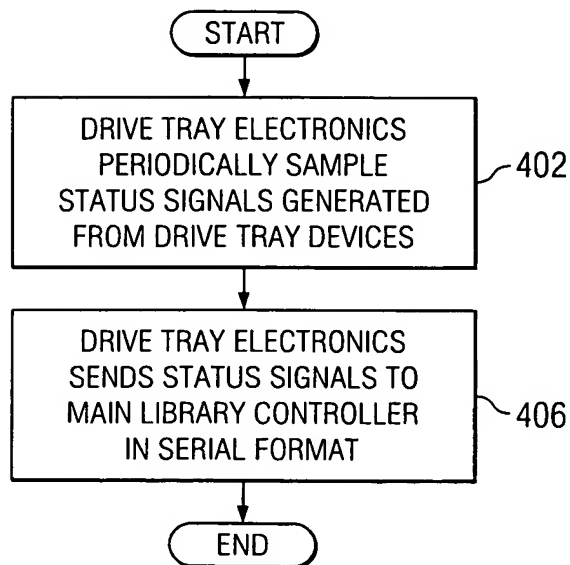 START
DRIVE TRAY ELECTRONICS
PERIODICALLY SAMPLE
STATUS SIGNALS GENERATED
FROM DRIVE TRAY DEVICES
402
DRIVE TRAY ELECTRONICS
SENDS STATUS SIGNALS TO
MAIN LIBRARY CONTROLLER
IN SERIAL FORMAT
406
END